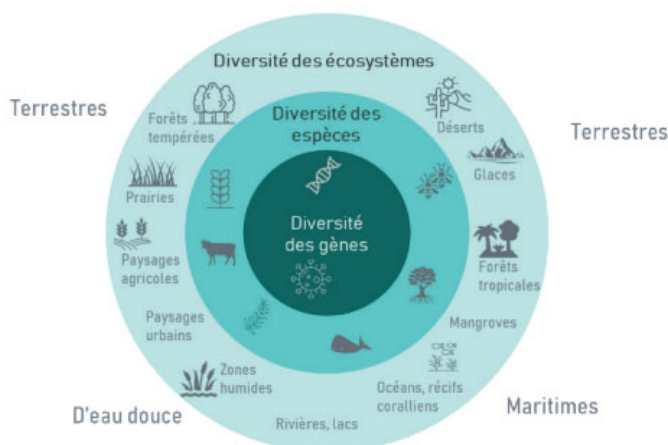 Diversité des écosystèmes
Terrestres
Terrestres
Forêts
tempérées
Diversité des
espèces
Déserts
Glaces
Prairies
Diversité
des gènes
Paysages
agricoles
Forêts
tropicales
Paysages
urbains
Mangroves
Zones
humides
Océans, récifs
coralliens
D'eau douce
Rivières, lacs
Maritimes